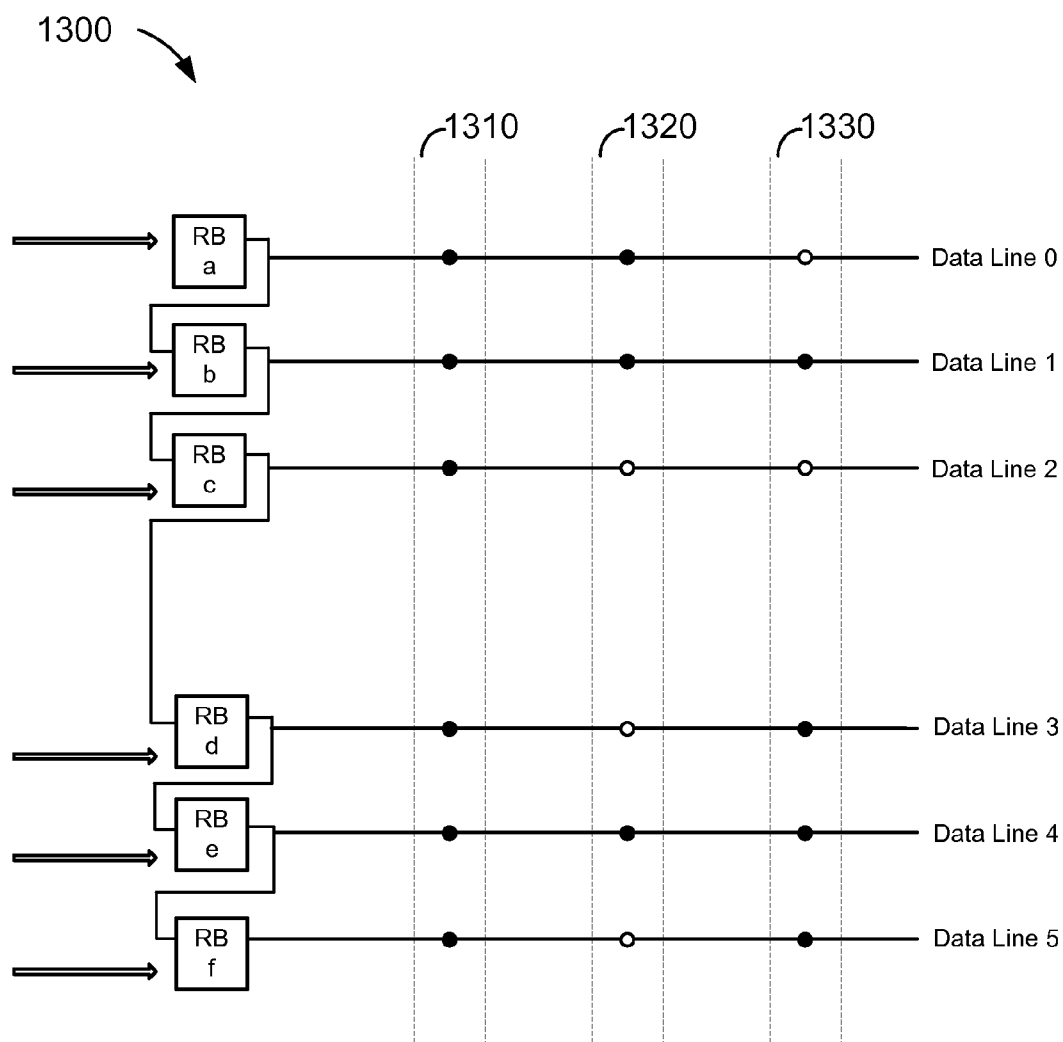 1300
1310 1320 1330
RB
a
Data Line 0
RB
b
Data Line 1
RB
c
Data Line 2
RB
d
Data Line 3
RB
e
Data Line 4
RB
f
Data Line 5